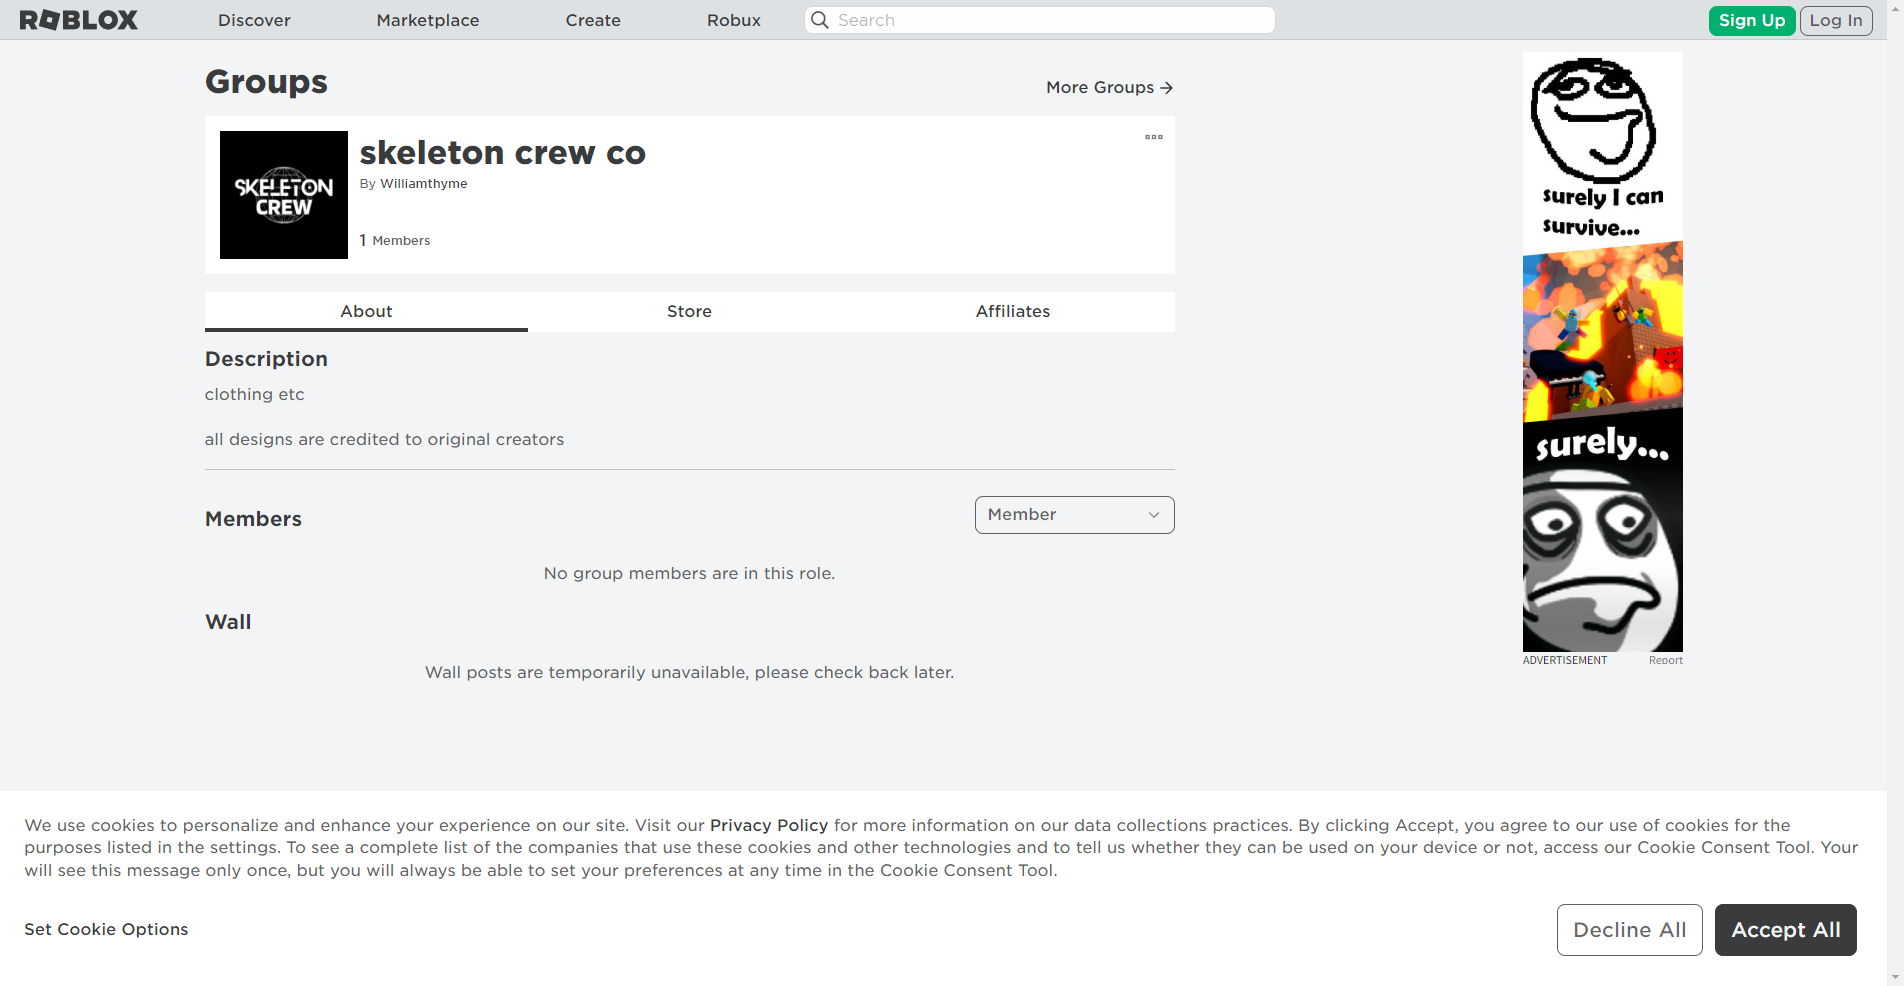 ROBLOX
Discover
Marketplace
Create
Robux
Search
Sign Up
Log In
Groups
More Groups
SKELETON
CREW
skeleton crew co
By Williamthyme
1 Members
About
Store
Affiliates
Description
clothing etc
all designs are credited to original creators
Members
Member
No group members are in this role.
Wall
Wall posts are temporarily unavailable, please check back later.
surely I can
survive...
surely...
ADVERTISEMENT
Report
We use cookies to personalize and enhance your experience on our site. Visit our Privacy Policy for more information on our data collections practices. By clicking Accept, you agree to our use of cookies for the
purposes listed in the settings. To see a complete list of the companies that use these cookies and other technologies and to tell us whether they can be used on your device or not, access our Cookie Consent Tool. Your
will see this message only once, but you will always be able to set your preferences at any time in the Cookie Consent Tool.
Set Cookie Options
Decline All
Accept All